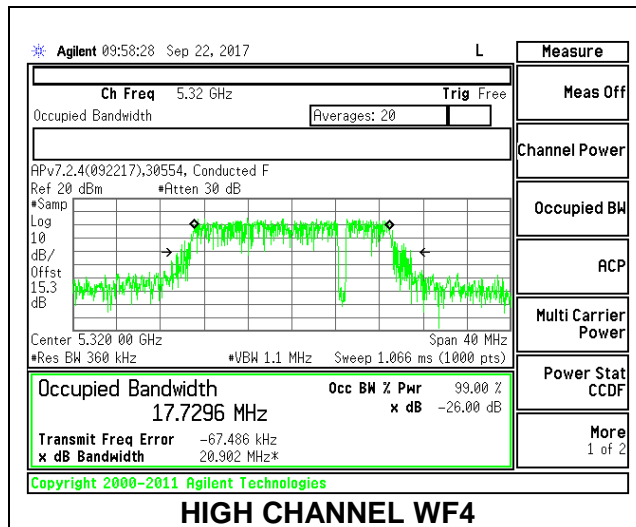 Agilent 09:58:28 Sep 22, 2017 L
Measure
Ch Freq 5.32 GHz Trig Free
Meas Off
Occupied Bandwidth Averages: 20
Channel Power
APv7.2.4(092217),30554, Conducted F
Ref 20 dBm #Atten 30 dB
#Samp
Log
10
dB/
Offst
15.3
dB
Occupied BW
ACP
Center 5.320 00 GHz Span 40 MHz
#Res BW 360 kHz #VBW 1.1 MHz Sweep 1.066 ms (1000 pts)
Multi Carrier
Power
Occupied Bandwidth Occ BW % Pwr 99.00 %
17.7296 MHz x dB -26.00 dB
Power Stat
CCDF
Transmit Freq Error -67.486 kHz
x dB Bandwidth 20.902 MHz*
More
1 of 2
Copyright 2000-2011 Agilent Technologies
HIGH CHANNEL WF4